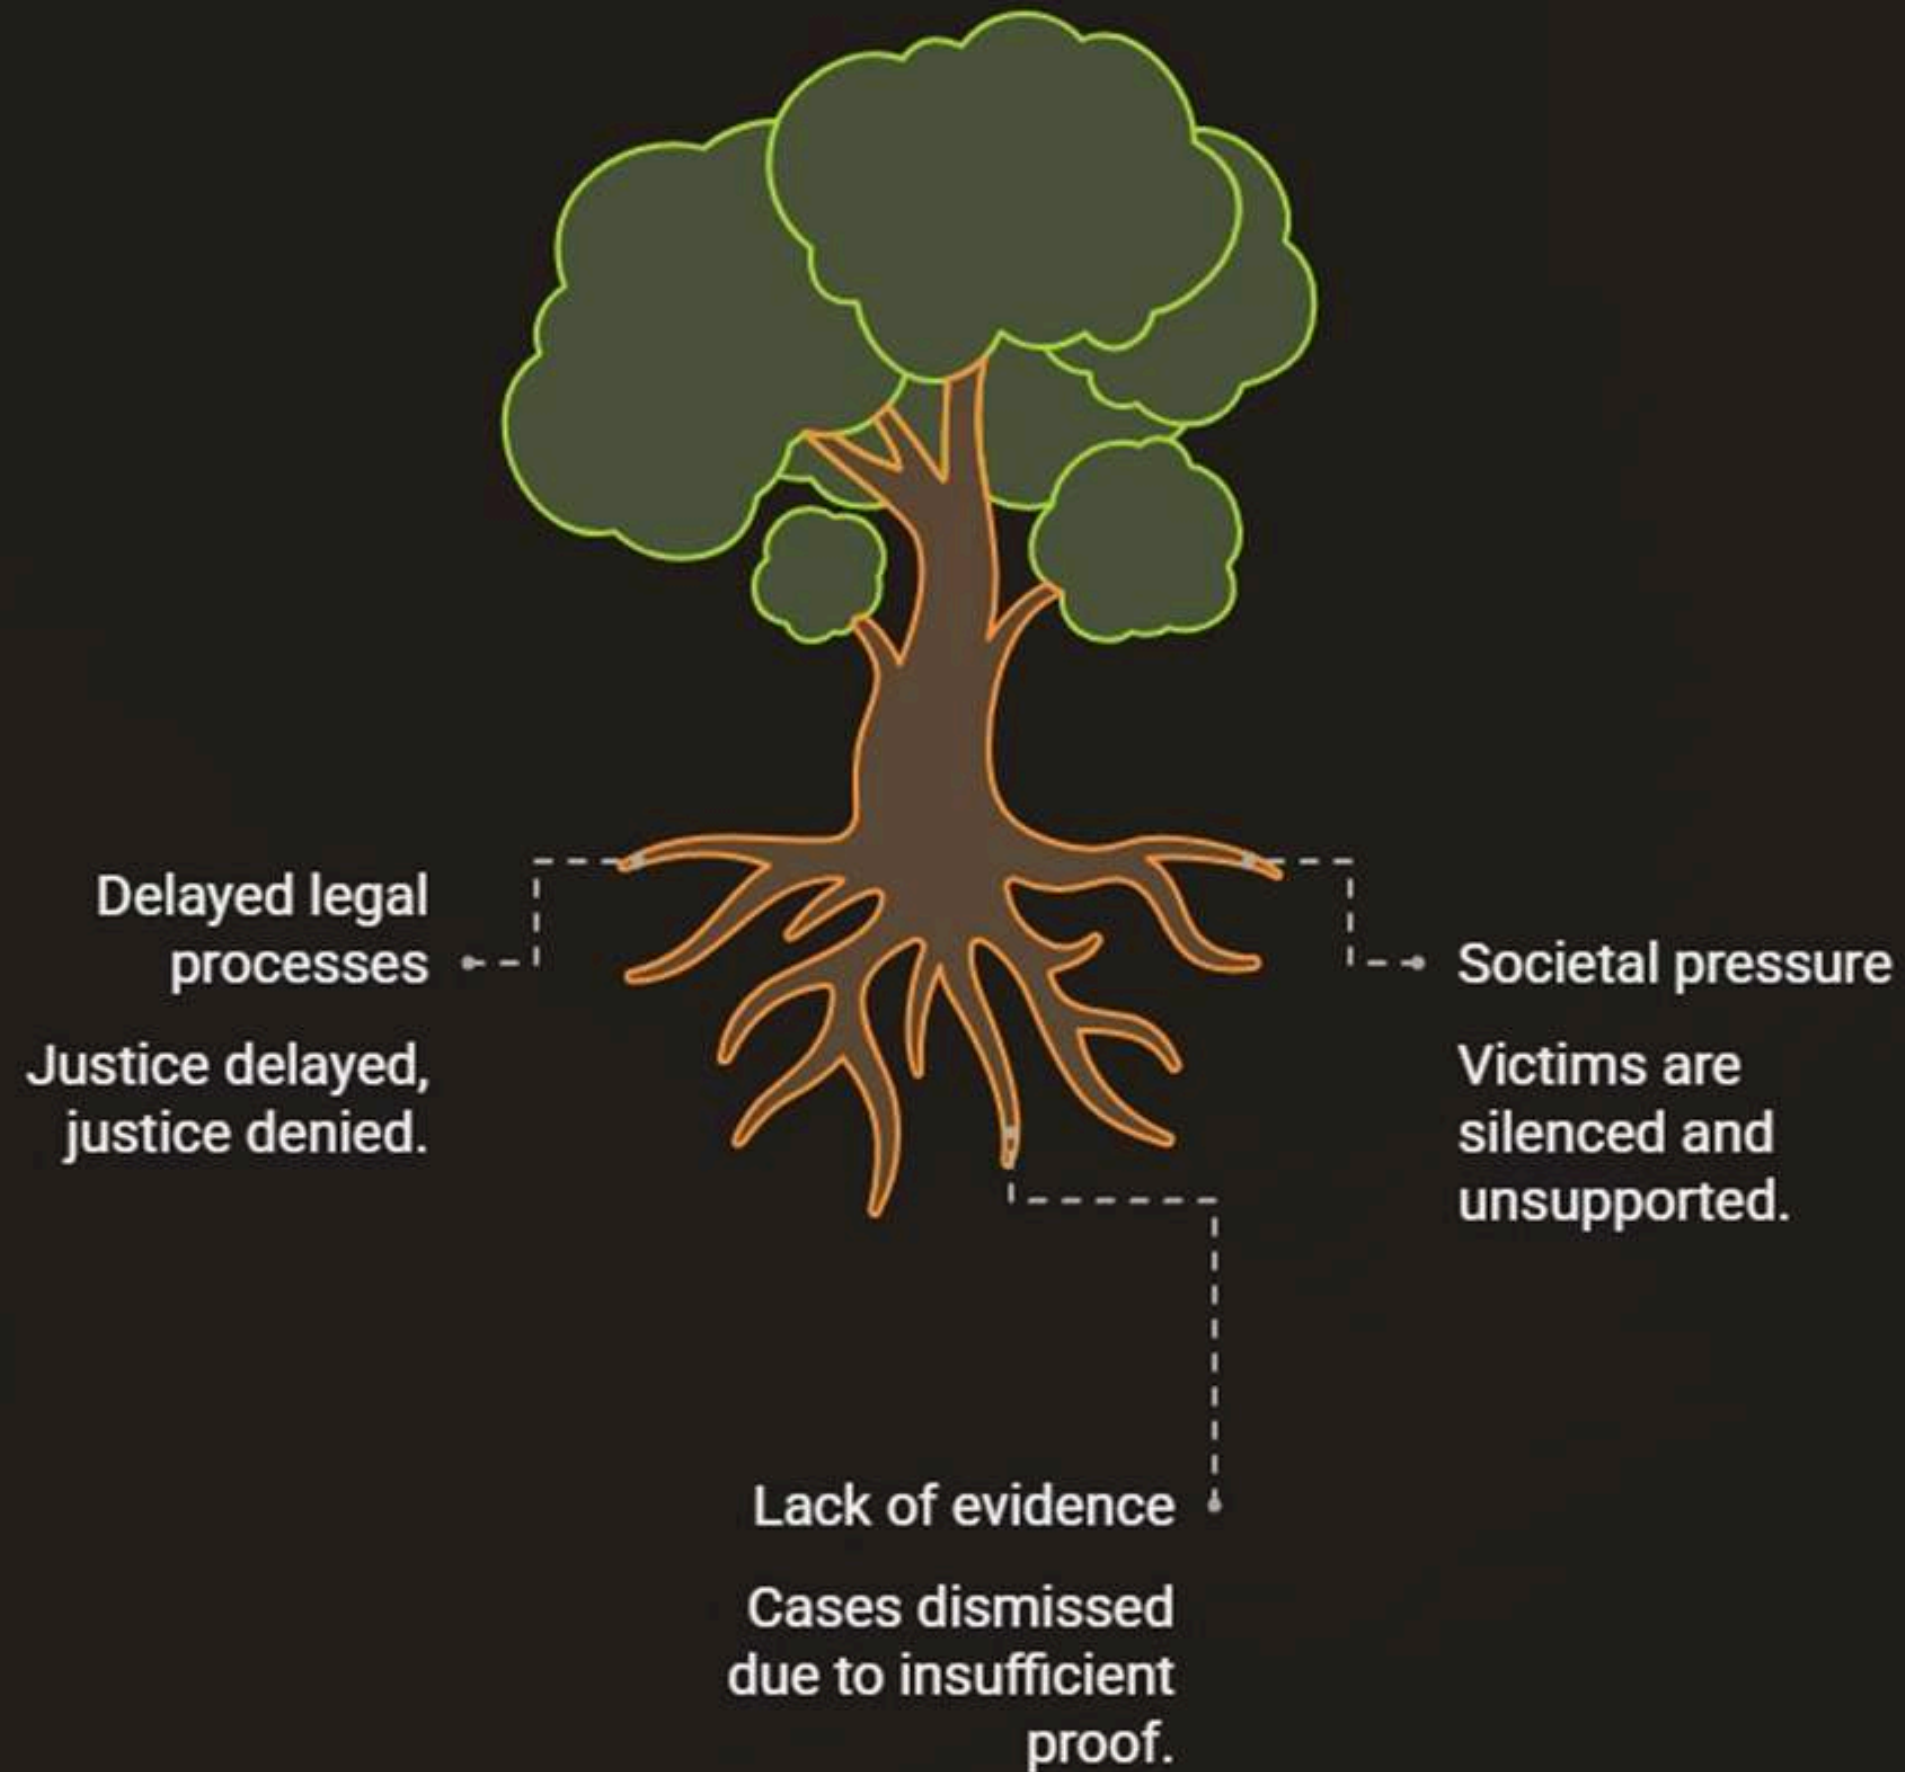 Delayed legal
processes
Justice delayed,
justice denied.
Societal pressure
Victims are
silenced and
unsupported.
Lack of evidence
Cases dismissed
due to insufficient
proof.